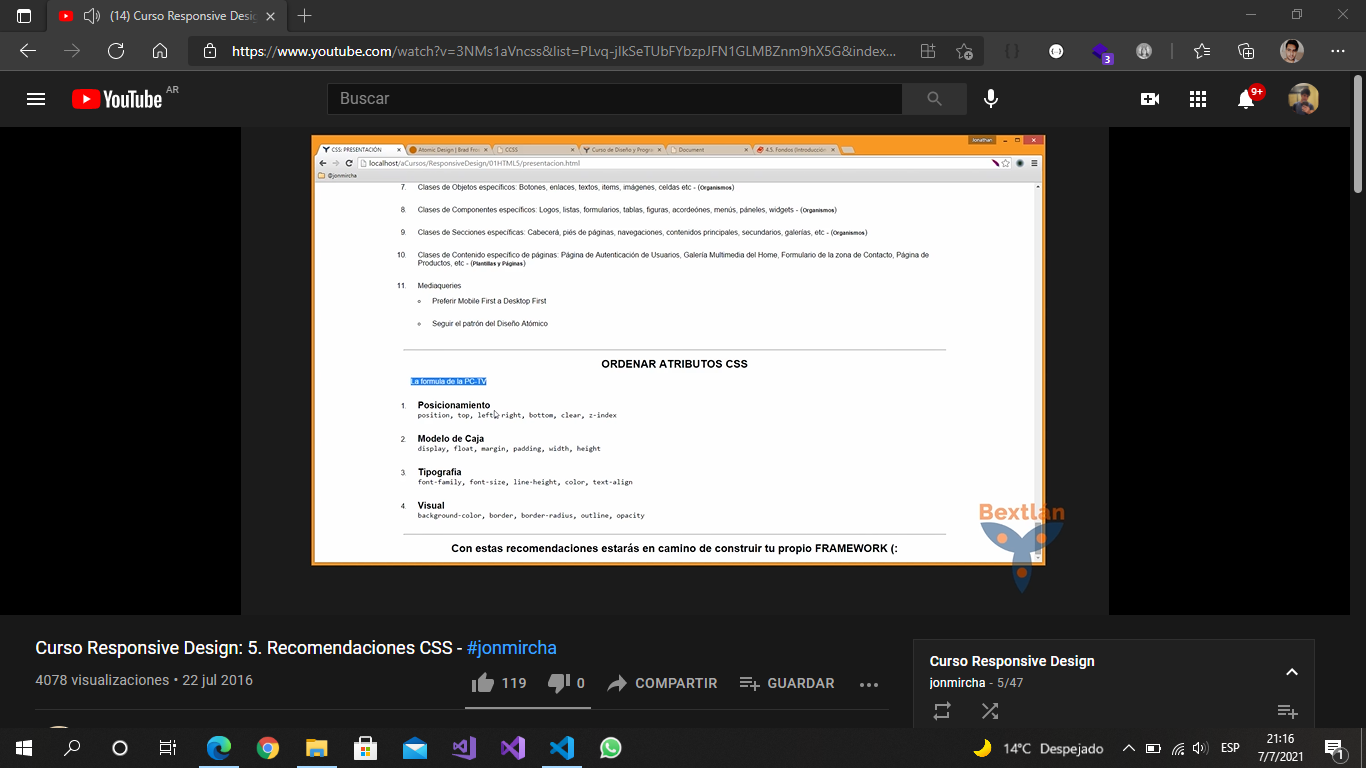 (14) Curso Responsive Desig
https://www.youtube.com/watch?v=3NMs1aVncss&list=PLvq-jIkSeTUbFYbzpJFN1GLMBZnm9hX5G&index...
3
YouTube AR
Buscar
9+
Jonathan
CSS: PRESENTACIÓN
Atomic Design | Brad Fros
CCSS
Curso de Diseño y Progra
Document
4.5. Fondos (Introducción
localhost/aCursos/ResponsiveDesign/01HTML5/presentacion.html
@jonmircha
7. Clases de Objetos específicos: Botones, enlaces, textos, items, imágenes, celdas etc - (Organismos)
8. Clases de Componentes específicos: Logos, listas, formularios, tablas, figuras, acordeónes, menús, páneles, widgets - (Organismos)
9. Clases de Secciones específicas: Cabecerá, piés de páginas, navegaciones, contenidos principales, secundarios, galerías, etc - (Organismos)
10. Clases de Contenido específico de páginas: Página de Autenticación de Usuarios, Galería Multimedia del Home, Formulario de la zona de Contacto, Página de
Productos, etc - (Plantillas y Páginas)
11. Mediaqueries
Preferir Mobile First a Desktop First
Seguir el patrón del Diseño Atómico
ORDENAR ATRIBUTOS CSS
La formula de la PC-TV
1. Posicionamiento
position, top, left, right, bottom, clear, z-index
2. Modelo de Caja
display, float, margin, padding, width, height
3. Tipografía
font-family, font-size, line-height, color, text-align
4. Visual
background-color, border, border-radius, outline, opacity
Bextlán
Con estas recomendaciones estarás en camino de construir tu propio FRAMEWORK (:
Curso Responsive Design: 5. Recomendaciones CSS - #jonmircha
4078 visualizaciones • 22 jul 2016
119
0
COMPARTIR
GUARDAR
Curso Responsive Design
jonmircha - 5/47
14°C Despejado
ESP
21:16
7/7/2021
1